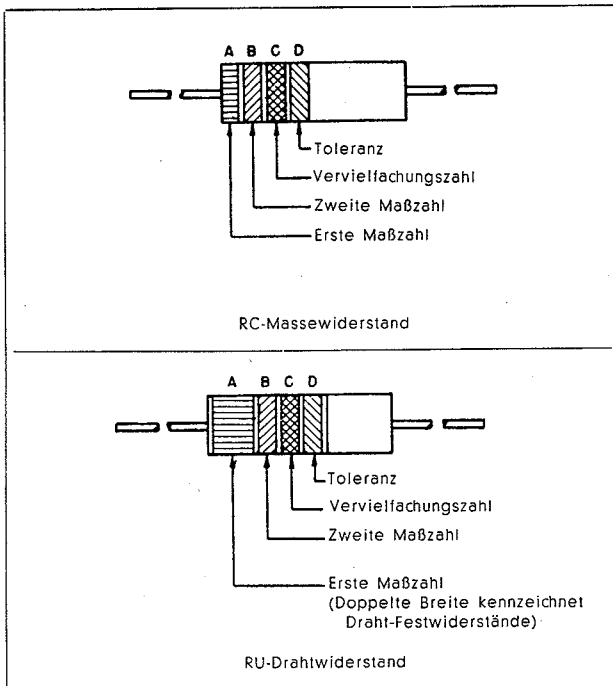 A B C D
Toleranz
Vervielfachungszahl
Zweite Maßzahl
Erste Maßzahl
RC-Massewiderstand
A B C D
Toleranz
Vervielfachungszahl
Zweite Maßzahl
Erste Maßzahl
(Doppelte Breite kennzeichnet
Draht-Festwiderstände)
RU-Drahtwiderstand